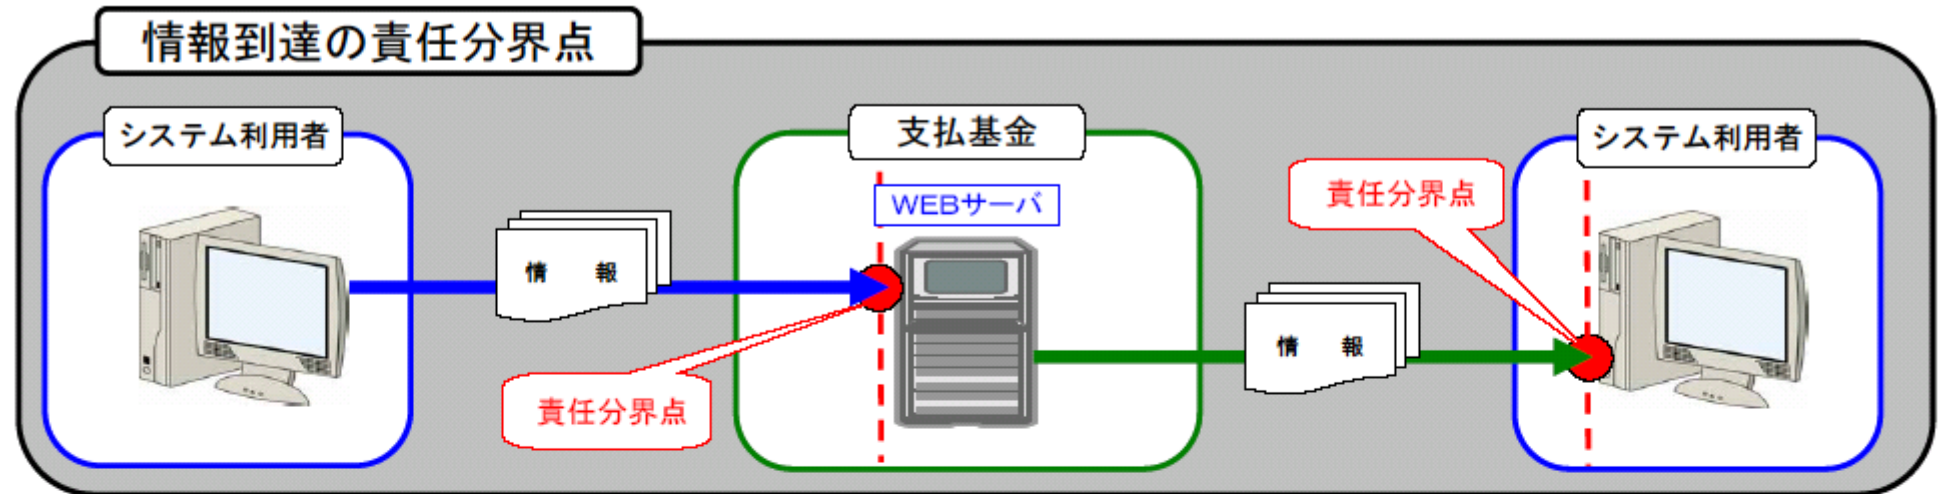 情報到達の責任分界点
システム利用者
支払基金
システム利用者
WEBサーバ
責任分界点
情　報
情　報
責任分界点